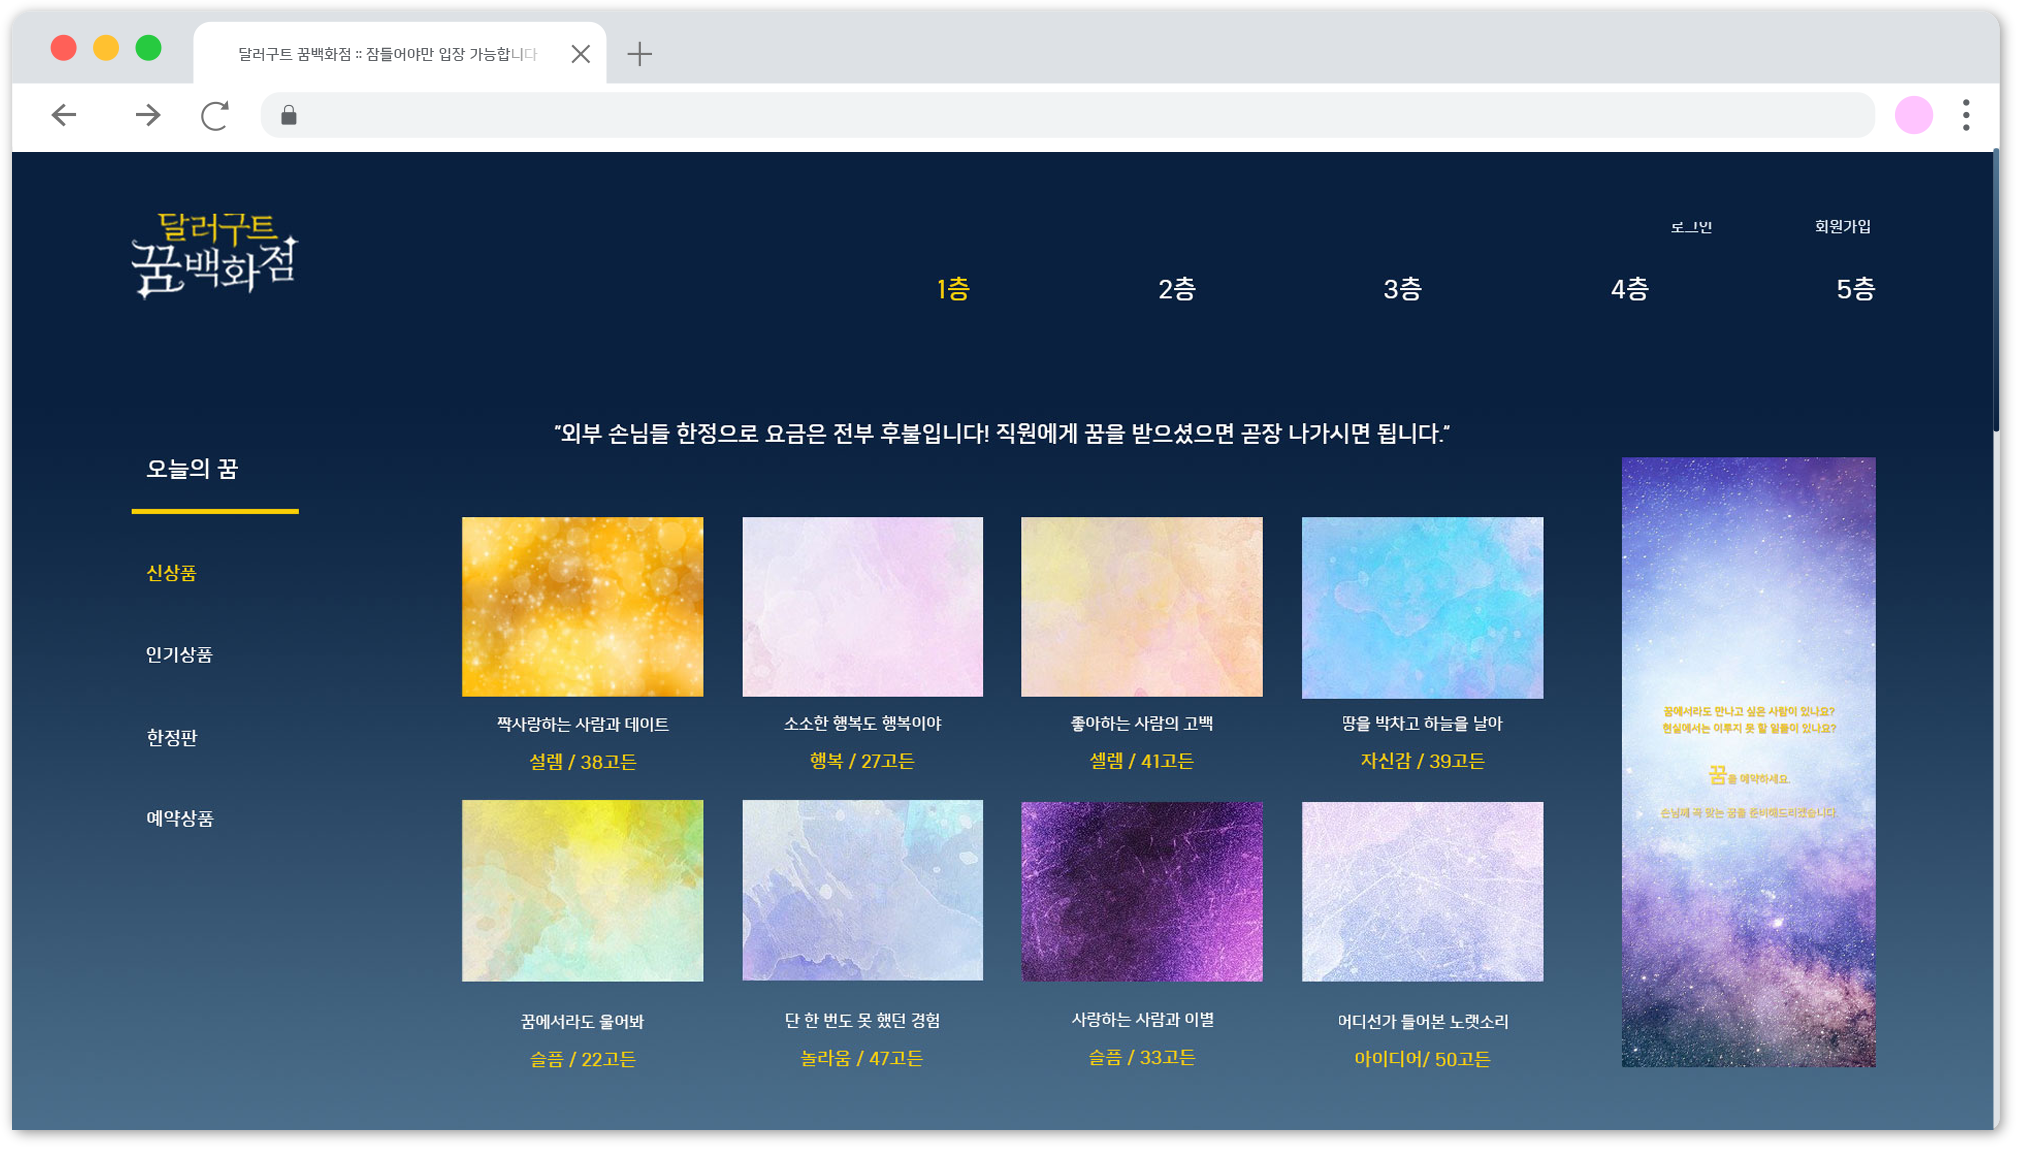 달러구트 꿈백화점 :: 잠들어야만 입장 가능합니다
달러구트
꿈백화점
로그인
회원가입
1층
2층
3층
4층
5층
"외부 손님들 한정으로 요금은 전부 후불입니다! 직원에게 꿈을 받으셨으면 곧장 나가시면 됩니다."
오늘의 꿈
신상품
인기상품
한정판
예약상품
짝사랑하는 사람과 데이트
설렘 / 38고든
소소한 행복도 행복이야
행복 / 27고든
좋아하는 사람의 고백
셀렘 / 41고든
땅을 박차고 하늘을 날아
자신감 / 39고든
꿈에서라도 울어봐
슬픔 / 22고든
단 한 번도 못 했던 경험
놀라움 / 47고든
사랑하는 사람과 이별
슬픔 / 33고든
어디선가 들어본 노랫소리
아이디어/ 50고든
꿈에서라도 만나고 싶은 사람이 있나요?
현실에서는 이루지 못 할 일들이 있나요?
꿈을 예약하세요.
손님께 꼭 맞는 꿈을 준비해드리겠습니다.